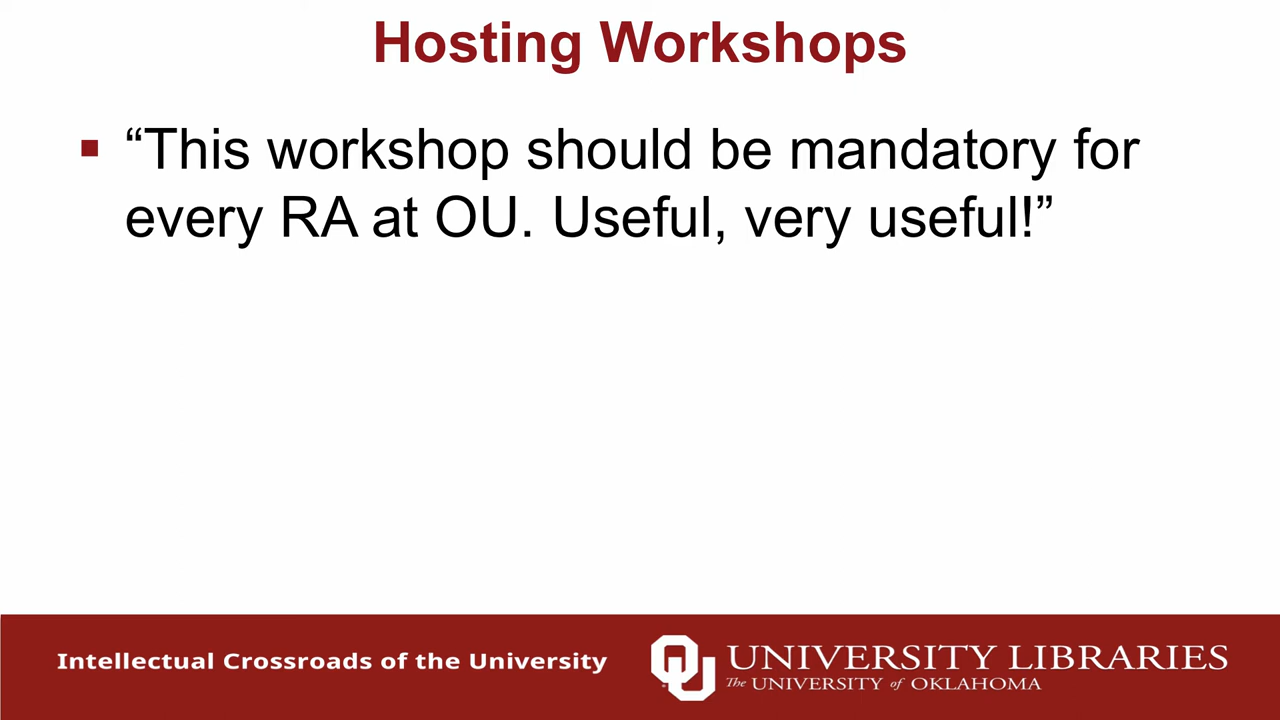 Hosting Workshops
▪ “This workshop should be mandatory for
every RA at OU. Useful, very useful!”
Intellectual Crossroads of the University
OU UNIVERSITY LIBRARIES
The UNIVERSITY of OKLAHOMA